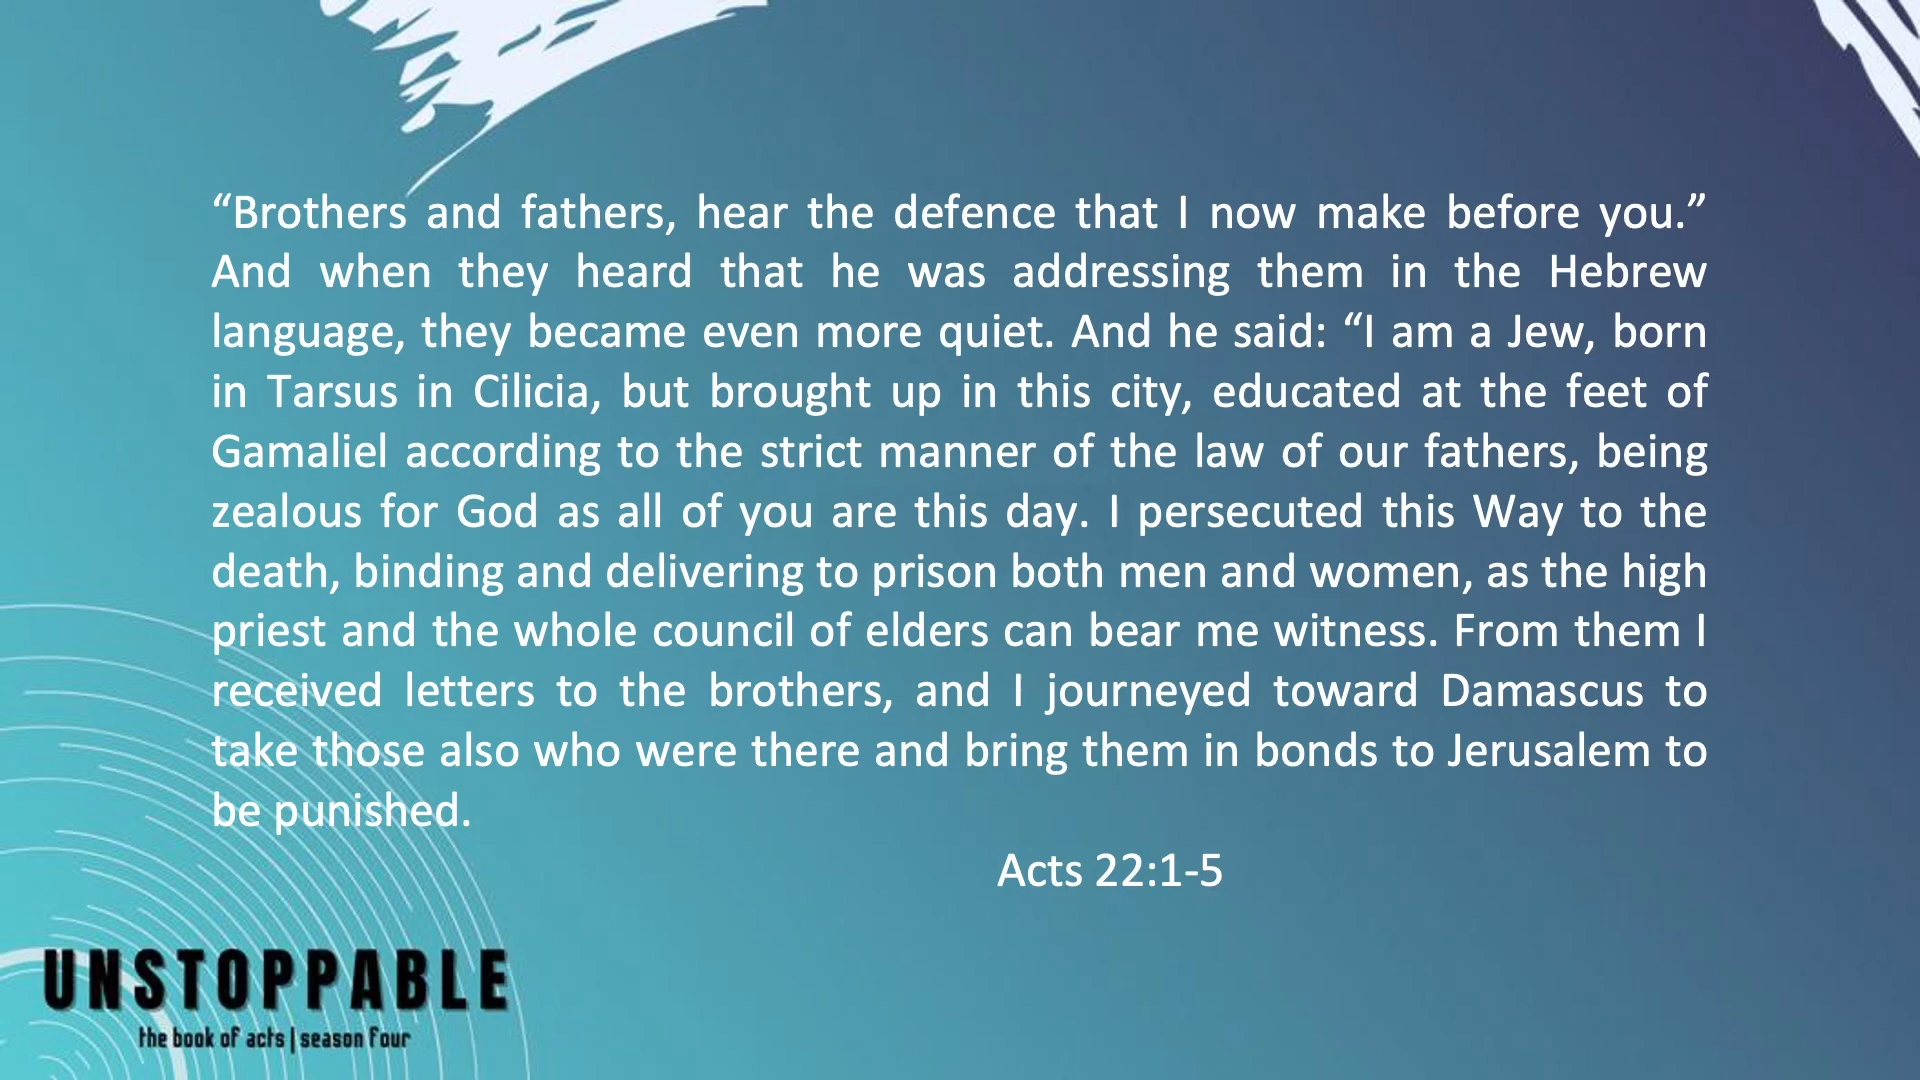 “Brothers and fathers, hear the defence that I now make before you.”
And when they heard that he was addressing them in the Hebrew
language, they became even more quiet. And he said: “I am a Jew, born
in Tarsus in Cilicia, but brought up in this city, educated at the feet of
Gamaliel according to the strict manner of the law of our fathers, being
zealous for God as all of you are this day. I persecuted this Way to the
death, binding and delivering to prison both men and women, as the high
priest and the whole council of elders can bear me witness. From them I
received letters to the brothers, and I journeyed toward Damascus to
take those also who were there and bring them in bonds to Jerusalem to
be punished.
Acts 22:1-5
UNSTOPPABLE
the book of acts | season four